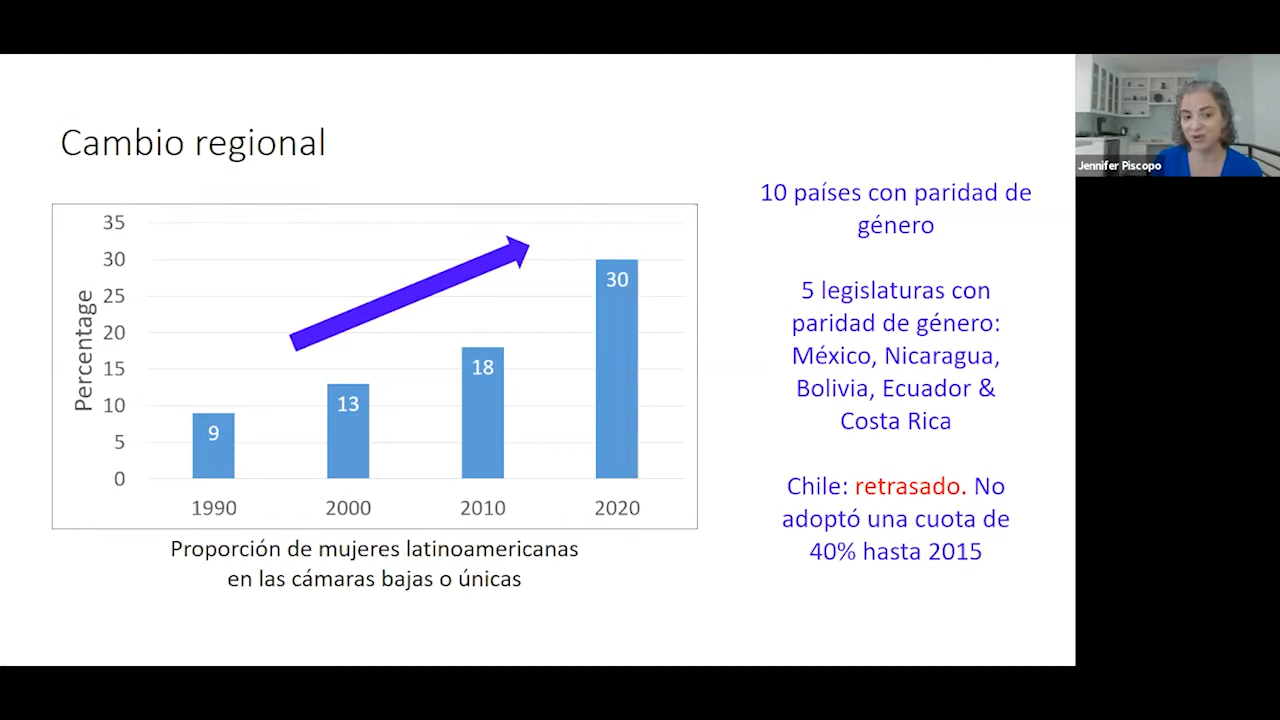 Cambio regional
Percentage
35
30
25
20
15
10
5
0
9
13
18
30
1990
2000
2010
2020
Proporción de mujeres latinoamericanas
en las cámaras bajas o únicas
10 países con paridad de
género
5 legislaturas con
paridad de género:
México, Nicaragua,
Bolivia, Ecuador &
Costa Rica
Chile: retrasado. No
adoptó una cuota de
40% hasta 2015
Jennifer Piscopo